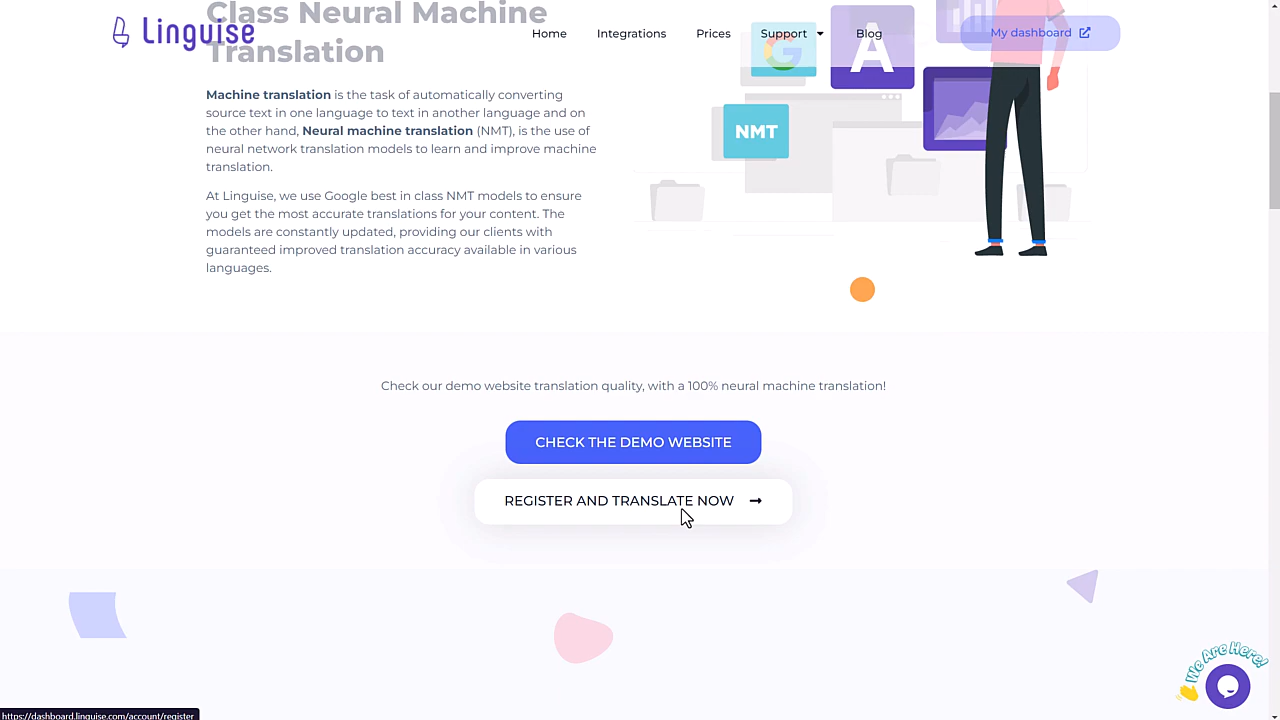 Class Neural Machine
Linguise
Home
Integrations
Prices
Support
Blog
My dashboard
Translation
G
A
Machine translation is the task of automatically converting
source text in one language to text in another language and on
the other hand, Neural machine translation (NMT), is the use of
neural network translation models to learn and improve machine
translation.
NMT
At Linguise, we use Google best in class NMT models to ensure
you get the most accurate translations for your content. The
models are constantly updated, providing our clients with
guaranteed improved translation accuracy available in various
languages.
Check our demo website translation quality, with a 100% neural machine translation!
CHECK THE DEMO WEBSITE
REGISTER AND TRANSLATE NOW
We Are Here!
https://dashboard.linguise.com/account/register